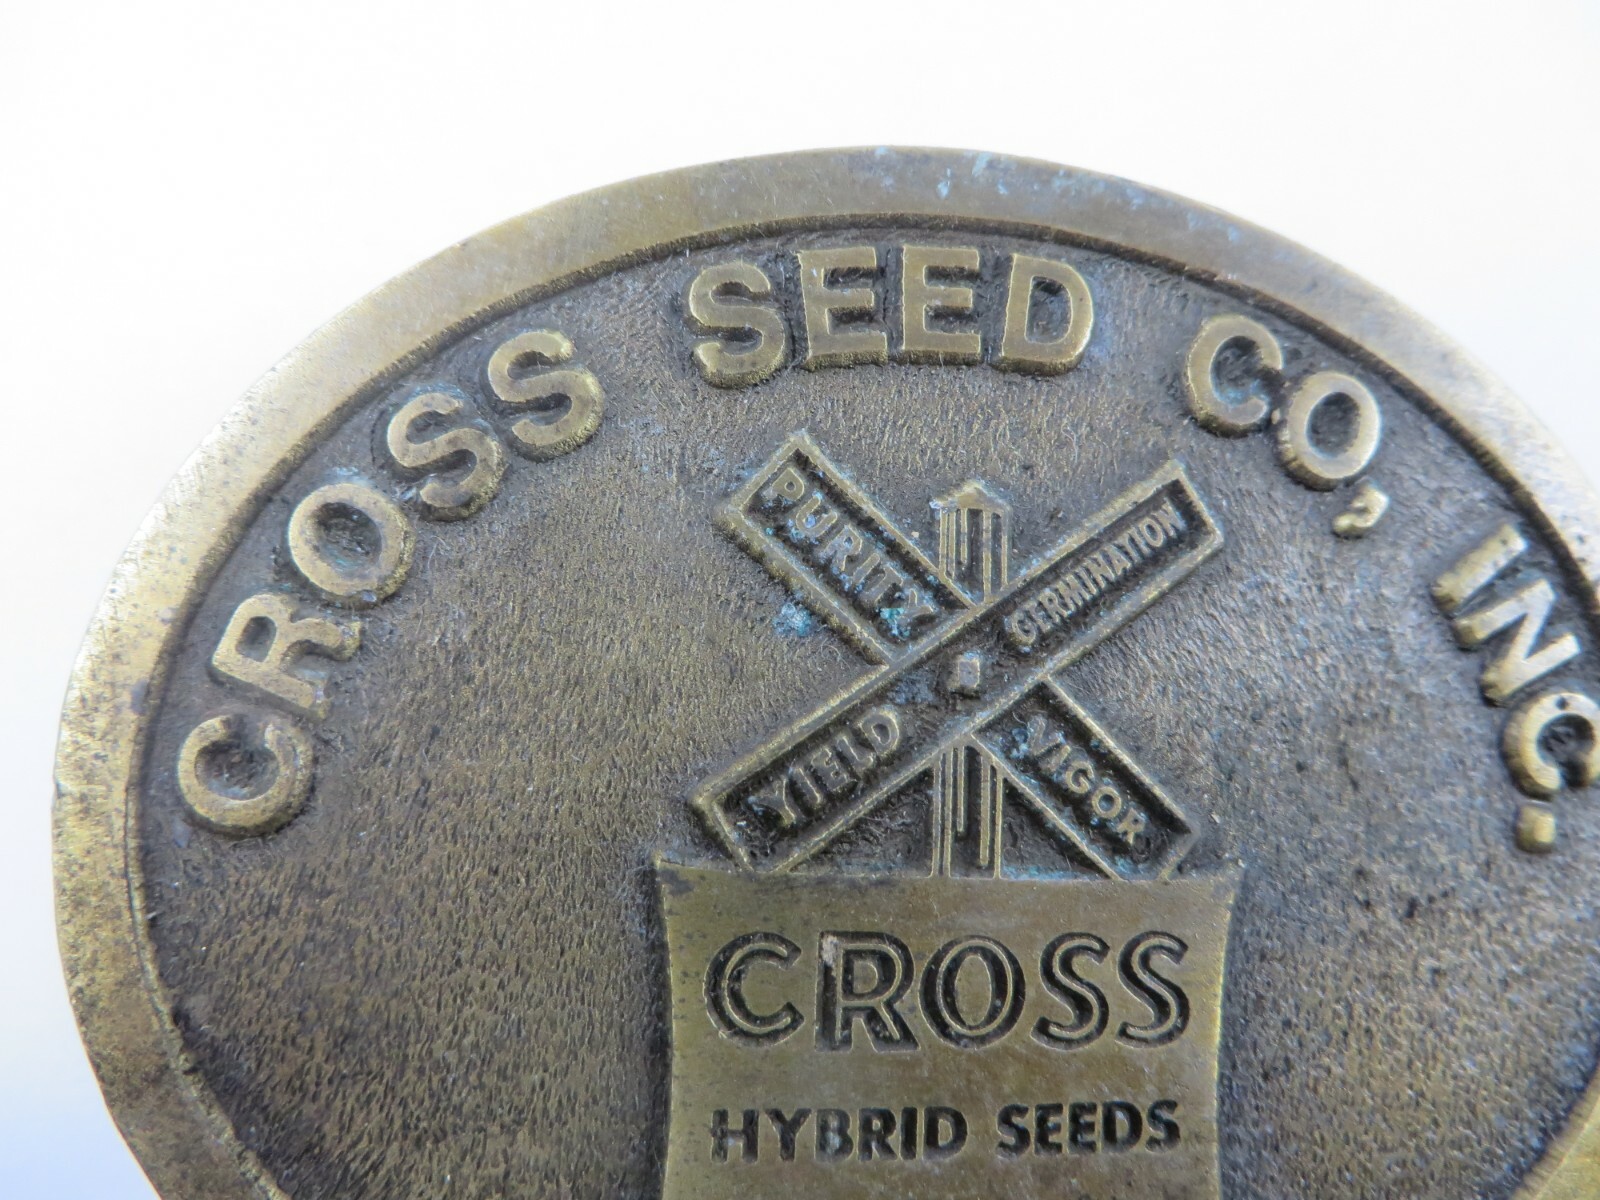 CROSS SEED CO, INC.
PURITY
GERMINATION
YIELD
VIGOR
CROSS
HYBRID SEEDS